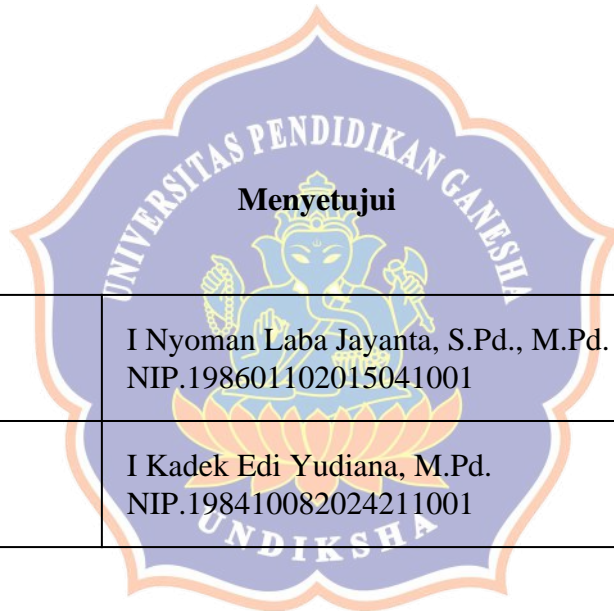 UNIVERSITAS PENDIDIKAN GANESHA
Menyetujui
I Nyoman Laba Jayanta, S.Pd., M.Pd.
NIP.198601102015041001
I Kadek Edi Yudiana, M.Pd.
NIP.198410082024211001
UNDIKSHA